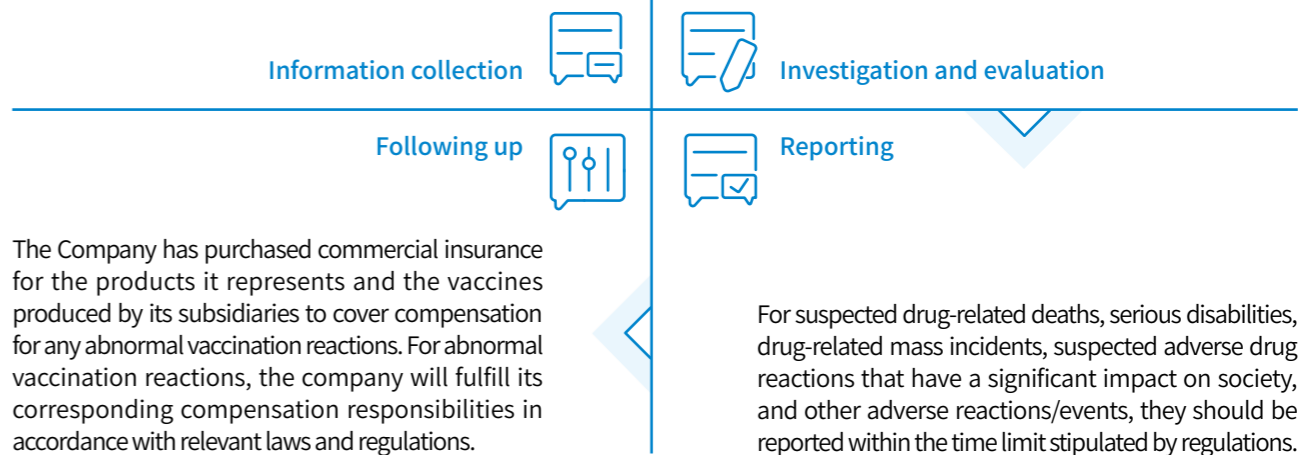 Information collection
Investigation and evaluation
Following up
Reporting
The Company has purchased commercial insurance
for the products it represents and the vaccines
produced by its subsidiaries to cover compensation
for any abnormal vaccination reactions. For abnormal
vaccination reactions, the company will fulfill its
corresponding compensation responsibilities in
accordance with relevant laws and regulations.
For suspected drug-related deaths, serious disabilities,
drug-related mass incidents, suspected adverse drug
reactions that have a significant impact on society,
and other adverse reactions/events, they should be
reported within the time limit stipulated by regulations.